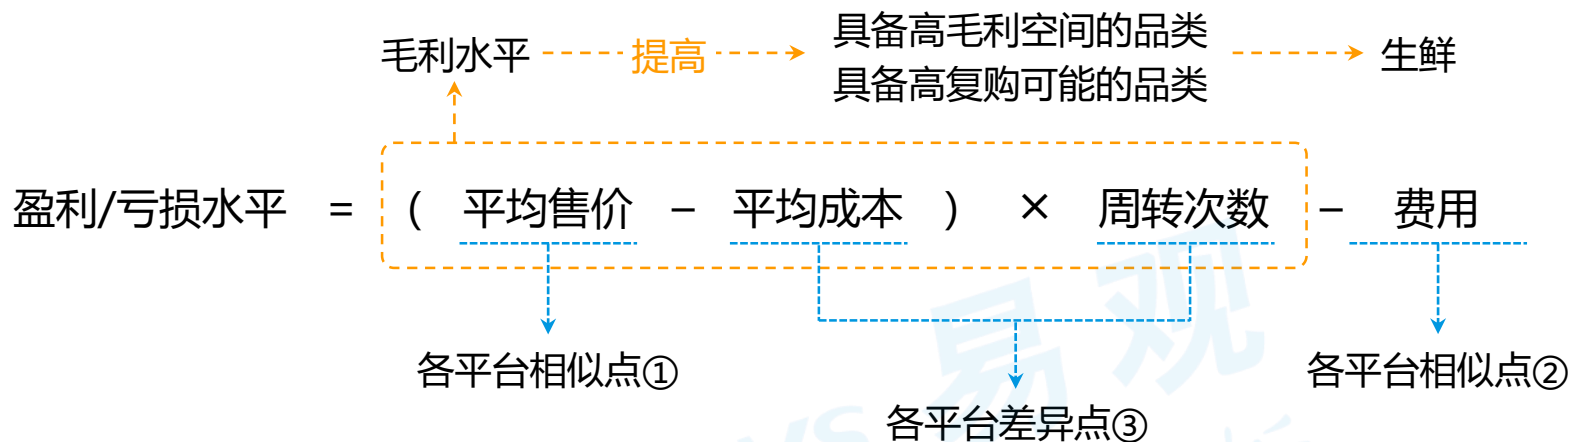 毛利水平
提高
具备高毛利空间的品类
具备高复购可能的品类
生鲜
盈利/亏损水平 = ( 平均售价 – 平均成本 ) × 周转次数 – 费用
各平台相似点①
各平台差异点③
各平台相似点②
易观